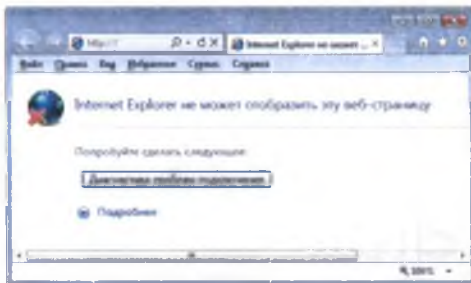 http://
Internet Explorer не может ...
Файл Правка Вид Избранное Сервис Справка
Internet Explorer не может отобразить эту веб-страницу
Попробуйте сделать следующее:
Диагностика проблем подключения
Подробнее
100%